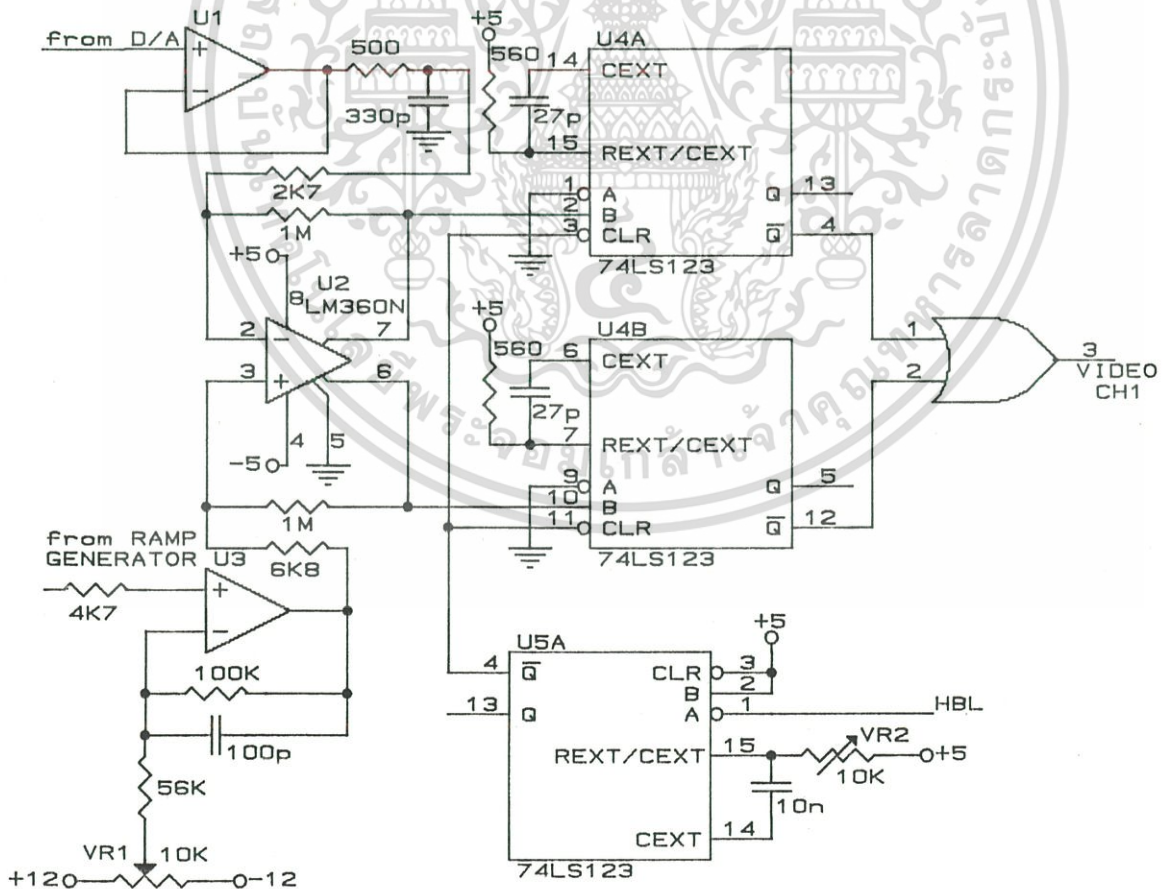 from D/A
U1
+
-
500
330p
+5
560
27p
U4A
14
CEXT
15
REXT/CEXT
1
A
2
B
3
CLR
Q
13
Q̅
4
74LS123
2K7
1M
+5
8
U2
LM360N
2
-
7
3
+
6
4
5
-5
1M
6K8
+5
560
27p
U4B
6
CEXT
7
REXT/CEXT
9
A
10
B
11
CLR
Q
5
Q̅
12
74LS123
1
2
3
VIDEO
CH1
from RAMP
GENERATOR
U3
4K7
+
-
100K
100p
56K
VR1
10K
+12
-12
U5A
4
Q̅
13
Q
CLR
3
B
2
A
1
+5
HBL
REXT/CEXT
15
VR2
10K
+5
10n
CEXT
14
74LS123